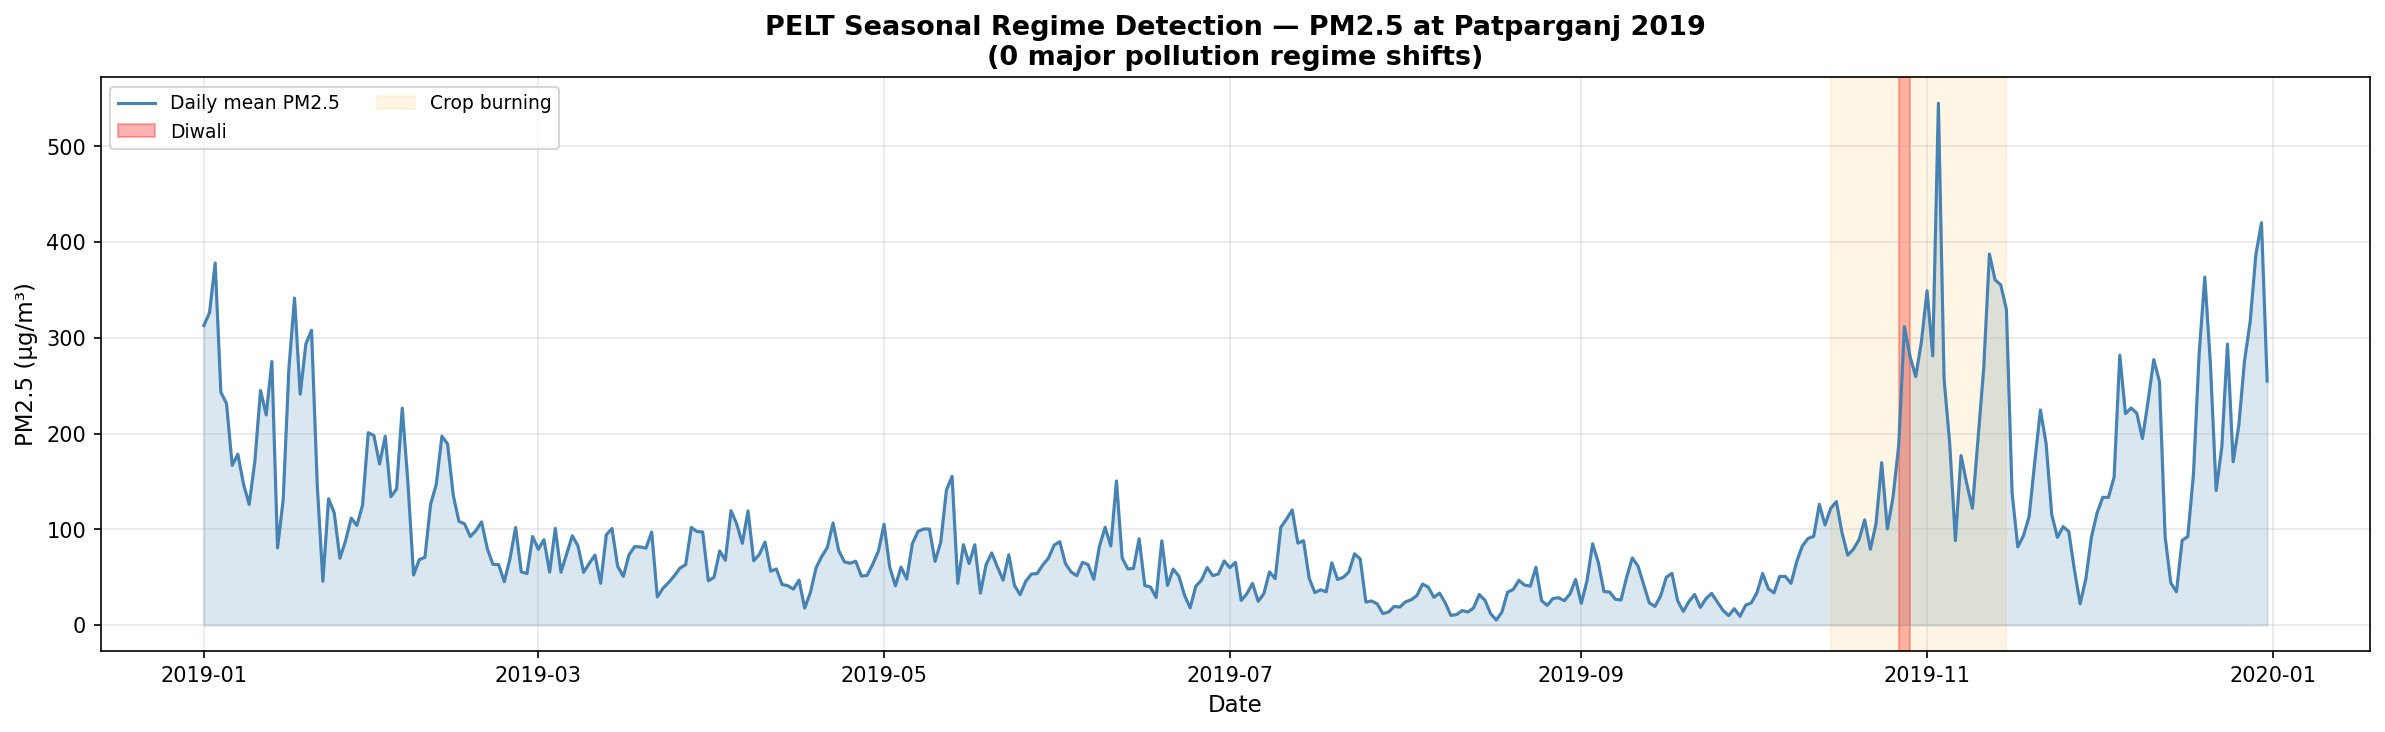 PELT Seasonal Regime Detection — PM2.5 at Patparganj 2019
(0 major pollution regime shifts)
Daily mean PM2.5
Diwali
Crop burning
PM2.5 (µg/m³)
500
400
300
200
100
0
2019-01
2019-03
2019-05
2019-07
2019-09
2019-11
2020-01
Date